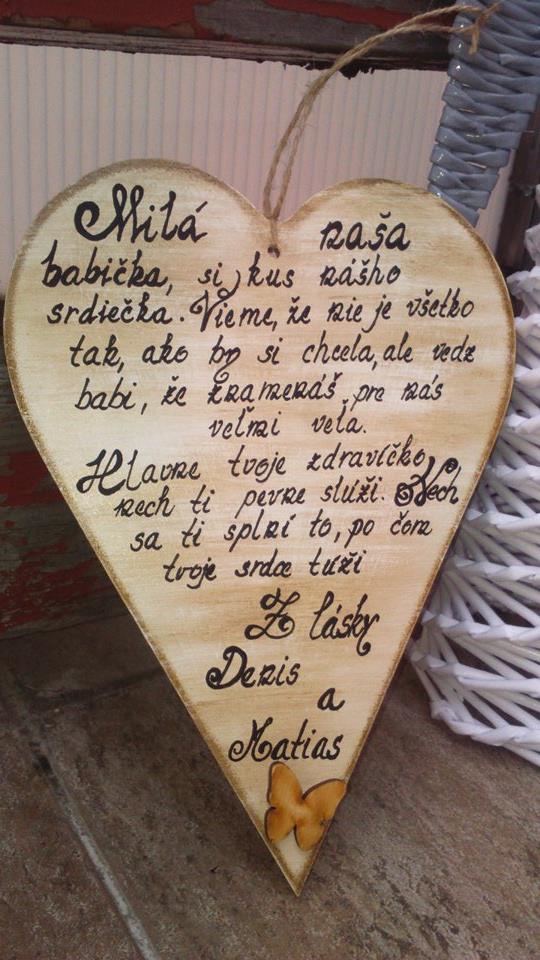 Milá naša
babička, si kus nášho
srdiečka. Vieme, že nie je všetko
tak, ako by si chcela, ale vedz
babi, že znamenáš pre nás
veľmi veľa.
Hlavne tvoje zdravíčko
nech ti pevne slúži. Nech
sa ti splní to, po čom
tvoje srdce túži
Z lásky
Denis
a
Matias